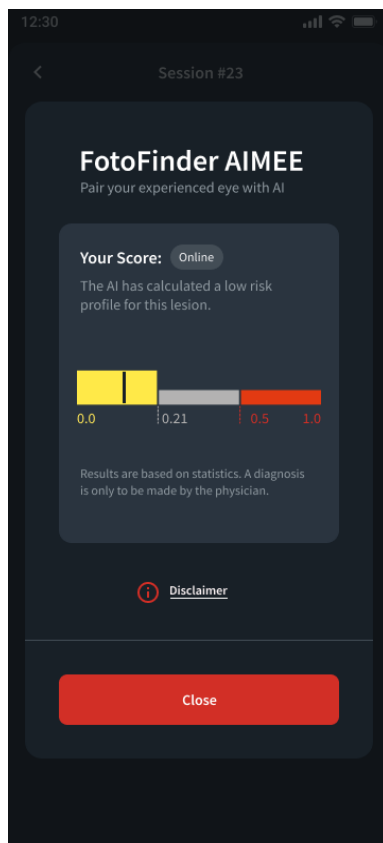 12:30
Session #23
FotoFinder AIMEE
Pair your experienced eye with AI
Your Score: Online
The AI has calculated a low risk
profile for this lesion.
0.0 0.21 0.5 1.0
Results are based on statistics. A diagnosis
is only to be made by the physician.
Disclaimer
Close